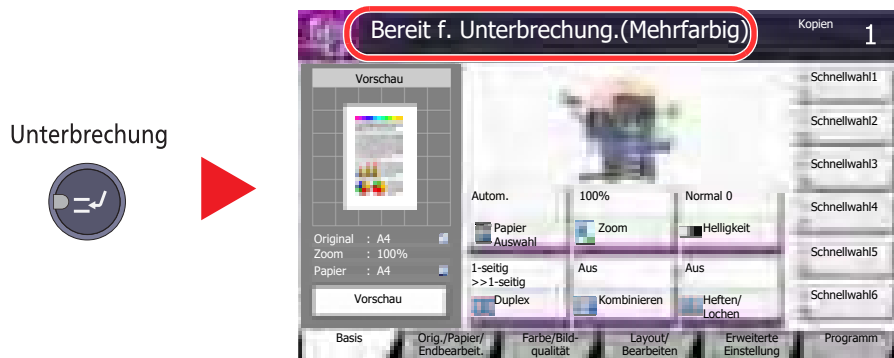 Unterbrechung
Bereit f. Unterbrechung.(Mehrfarbig)
Kopien
1
Vorschau
Original : A4
Zoom : 100%
Papier : A4
Vorschau
Autom.
Papier
Auswahl
100%
Zoom
Normal 0
Helligkeit
1-seitig
>>1-seitig
Duplex
Aus
Kombinieren
Aus
Heften/
Lochen
Schnellwahl1
Schnellwahl2
Schnellwahl3
Schnellwahl4
Schnellwahl5
Schnellwahl6
Basis
Orig./Papier/
Endbearbeit.
Farbe/Bild-
qualität
Layout/
Bearbeiten
Erweiterte
Einstellung
Programm